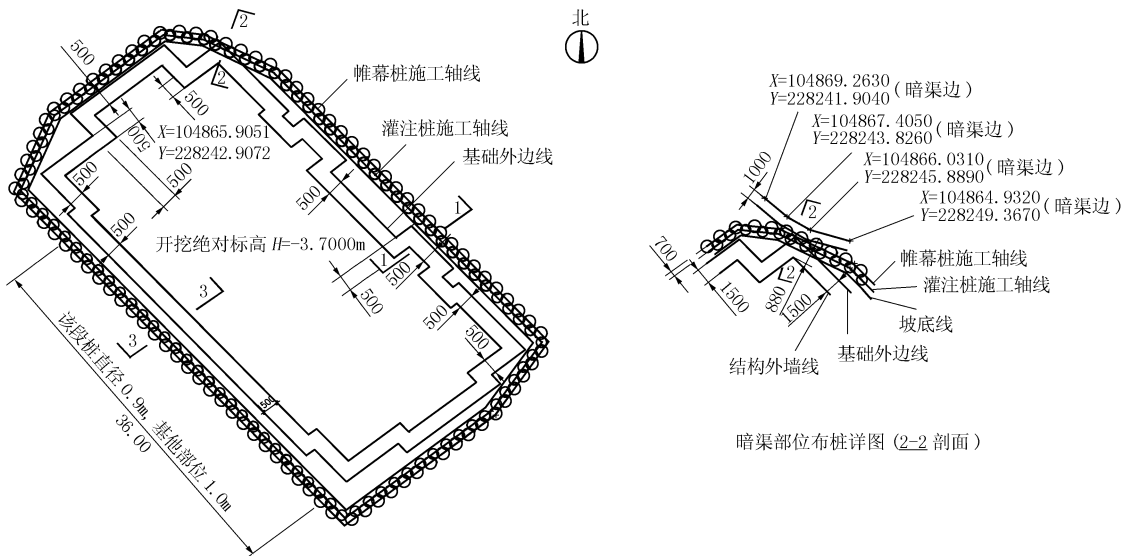 北
2
2
500
500
500
X=104865.9051
Y=228242.9072
500
500
500
500
帷幕桩施工轴线
灌注桩施工轴线
基础外边线
1
1
开挖绝对标高 H=-3.7000m
500
500
500
500
500
3
3
该段桩直径 0.9m, 基他部位 1.0m
36.00
X=104869.2630
Y=228241.9040
(暗渠边)
X=104867.4050
Y=228243.8260
(暗渠边)
X=104866.0310
Y=228245.8890
(暗渠边)
X=104864.9320
Y=228249.3670
(暗渠边)
1000
2
2
700
1500
880
1500
帷幕桩施工轴线
灌注桩施工轴线
坡底线
基础外边线
结构外墙线
暗渠部位布桩详图 (2-2 剖面)